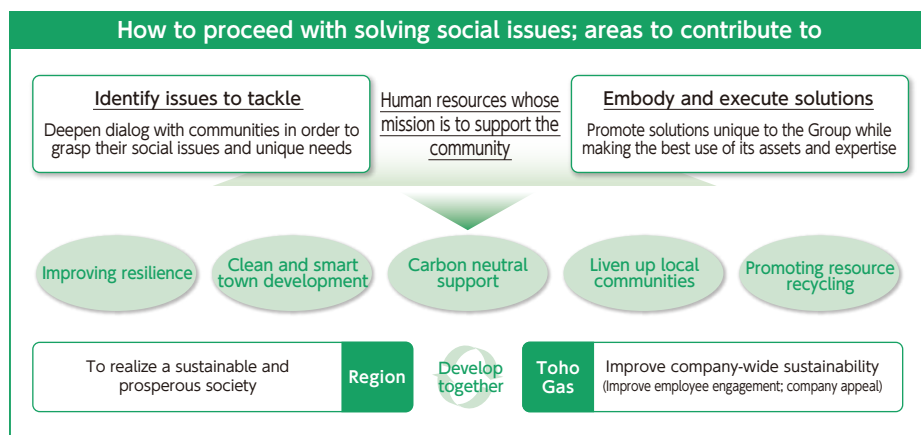 How to proceed with solving social issues; areas to contribute to
Identify issues to tackle
Deepen dialog with communities in order to
grasp their social issues and unique needs
Human resources whose
mission is to support the
community
Embody and execute solutions
Promote solutions unique to the Group while
making the best use of its assets and expertise
Improving resilience
Clean and smart
town development
Carbon neutral
support
Liven up local
communities
Promoting resource
recycling
To realize a sustainable and
prosperous society
Region
Develop
together
Toho
Gas
Improve company-wide sustainability
(Improve employee engagement; company appeal)